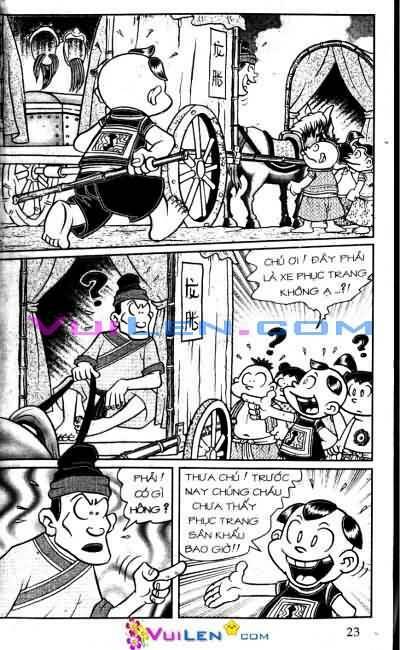 ?
CHÚ ƠI! ĐÂY PHẢI
LÀ XE PHỤC TRANG
KHÔNG Ạ...?!
VUILEN.COM
?
?
PHẢI!
CÓ GÌ
HÔNG?
THƯA CHÚ! TRƯỚC
NAY CHÚNG CHÁU
CHƯA THẤY
PHỤC TRANG
SÂN KHẤU
BAO GIỜ!!
23
VUILEN.COM